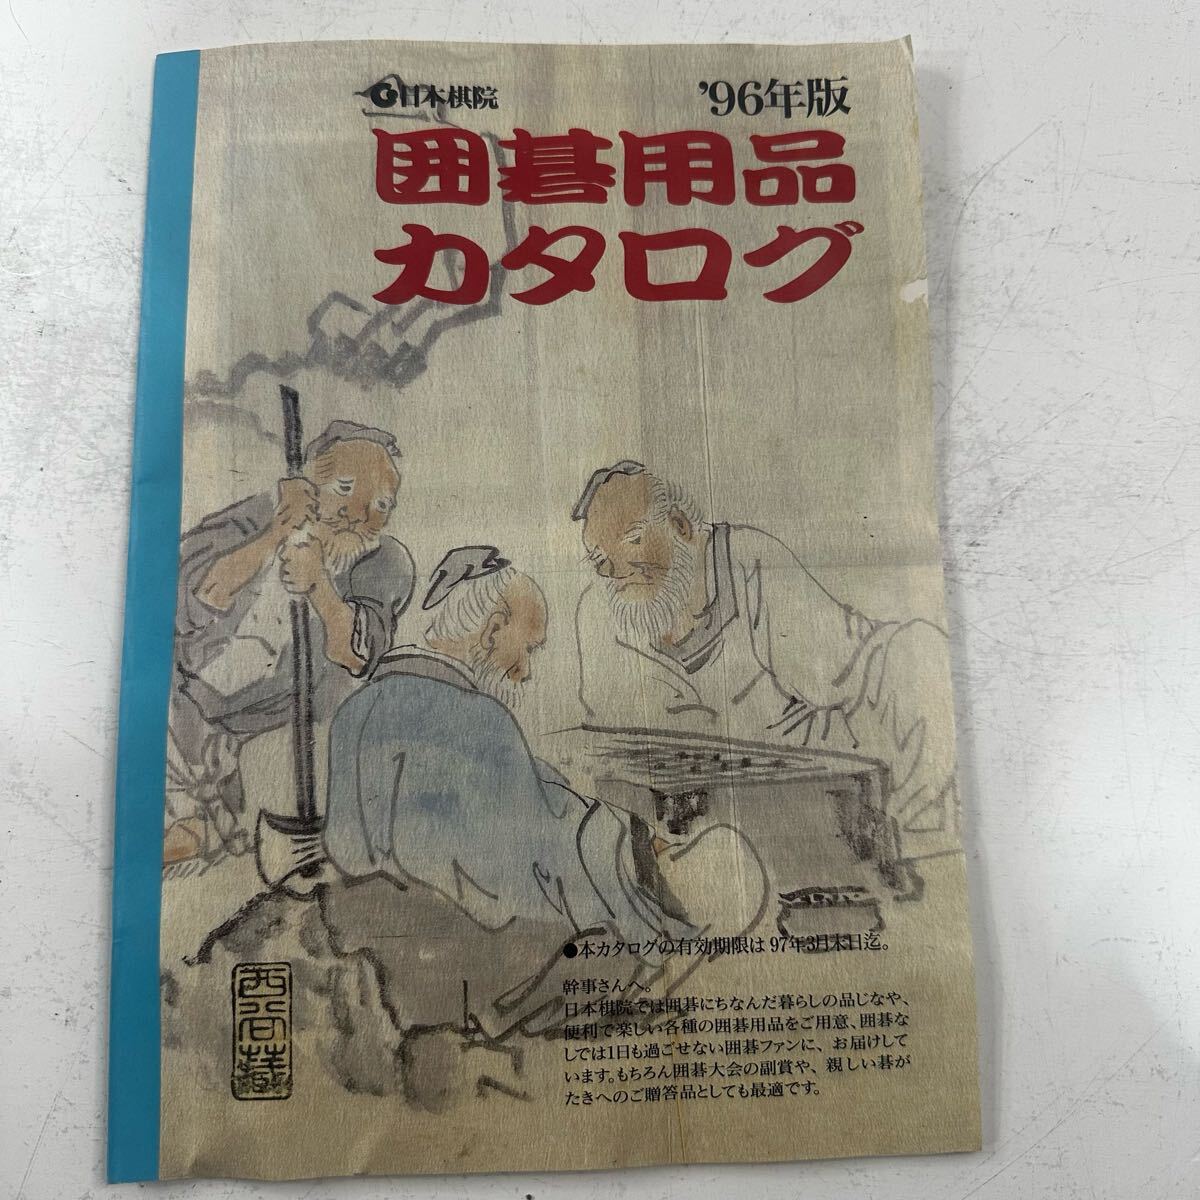 日本棋院
'96年版
囲碁用品
カタログ
●本カタログの有効期限は97年3月末日迄。
幹事さんへ。
日本棋院では囲碁にちなんだ暮らしの品じなや、
便利で楽しい各種の囲碁用品をご用意、囲碁な
しでは1日も過ごせない囲碁ファンに、お届けして
います。もちろん囲碁大会の副賞や、親しい碁が
たきへのご贈答品としても最適です。